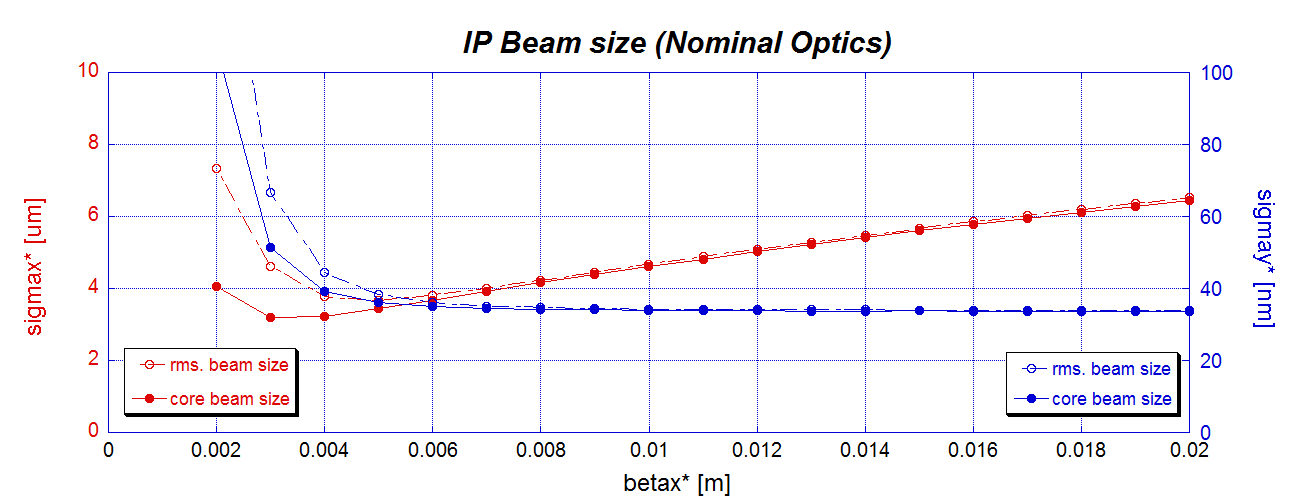 IP Beam size (Nominal Optics)
10
8
6
4
2
0
sigmax* [um]
100
80
60
40
20
0
sigmay* [nm]
rms. beam size
core beam size
rms. beam size
core beam size
0 0.002 0.004 0.006 0.008 0.01 0.012 0.014 0.016 0.018 0.02
betax* [m]